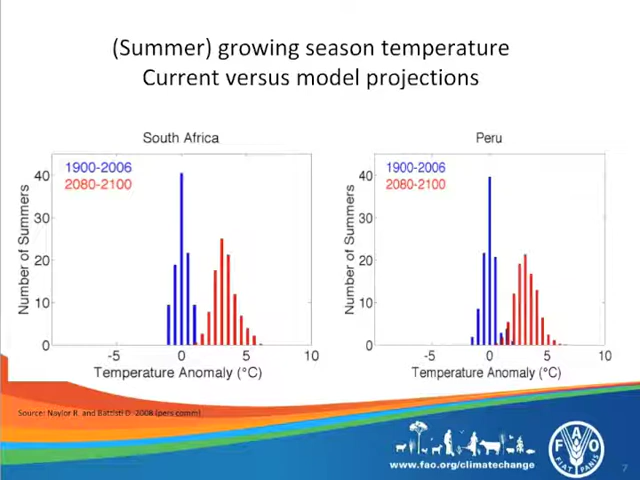 (Summer) growing season temperature
Current versus model projections
South Africa
1900-2006
2080-2100
Number of Summers
40
30
20
10
0
-5
0
5
10
Temperature Anomaly (°C)
Peru
1900-2006
2080-2100
Number of Summers
40
30
20
10
0
-5
0
5
10
Temperature Anomaly (°C)
Source: Naylor R. and Battisti D. 2008 (pers.comm)
www.fao.org/climatechange
F A O
FIAT PANIS
7